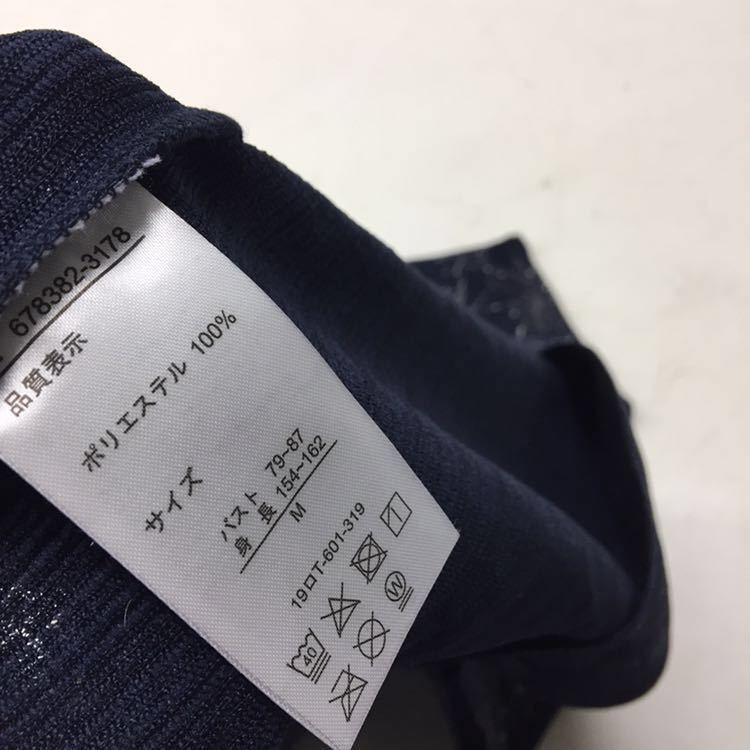 678382-3178
品質表示
ポリエステル 100%
サイズ
バスト 79~87
身長 154~162
M
19ロT-601-319
40
W